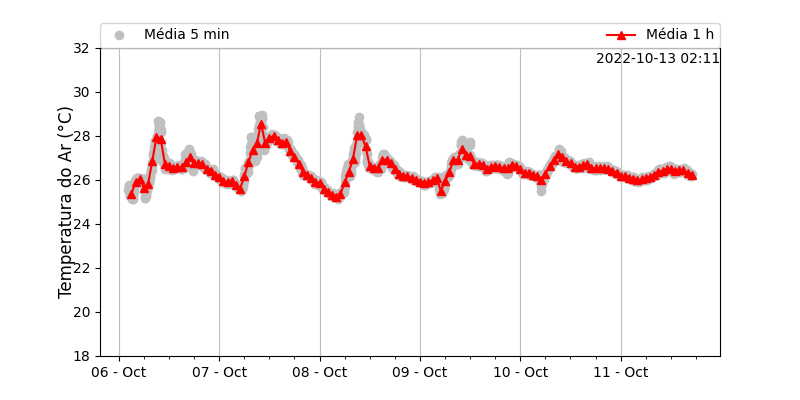 Média 5 min
Média 1 h
2022-10-13 02:11
Temperatura do Ar (°C)
32
30
28
26
24
22
20
18
06 - Oct
07 - Oct
08 - Oct
09 - Oct
10 - Oct
11 - Oct